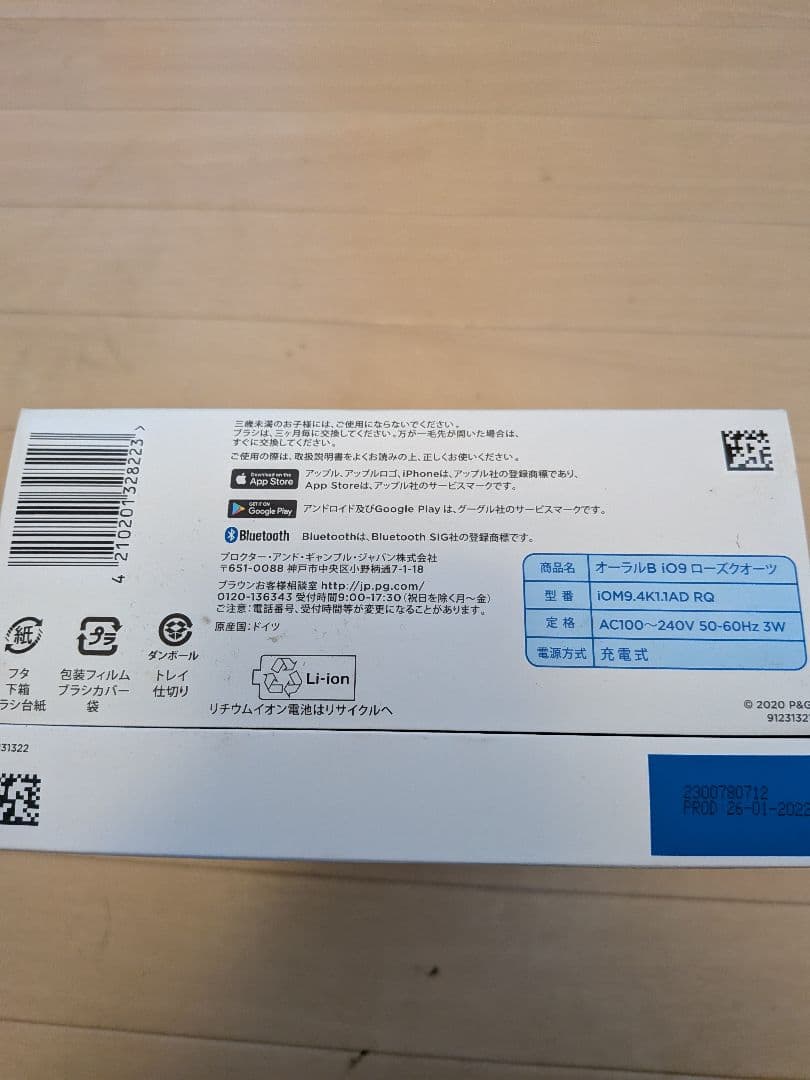 三歳未満のお子様には、ご使用にならないでください。
ブラシは、三ヶ月毎に交換してください。万が一毛先が開いた場合は、
すぐに交換してください。
ご使用の際は、取扱説明書をよくお読みの上、正しくお使いください。
Download on the
App Store
アップル、アップルロゴ、iPhoneは、アップル社の登録商標であり、
App Storeは、アップル社のサービスマークです。
GET IT ON
Google Play
アンドロイド及びGoogle Play は、グーグル社のサービスマークです。
Bluetooth
Bluetoothは、Bluetooth SIG社の登録商標です。
プロクター・アンド・ギャンブル・ジャパン株式会社
〒651-0088 神戸市中央区小野柄通7-1-18
ブラウンお客様相談室 http://jp.pg.com/
0120-136343 受付時間9:00-17:30(祝日を除く月~金)
ご注意:電話番号、受付時間等が変更になることがあります。
原産国:ドイツ
Li-ion
リチウムイオン電池はリサイクルへ
4 210201 328223 >
紙
フタ
下箱
ラシ台紙
プラ
包装フィルム
ブラシカバー
袋
ダンボール
トレイ
仕切り
商品名 オーラルB iO9 ローズクオーツ
型番 iOM9.4K1.1AD RQ
定格 AC100~240V 50-60Hz 3W
電源方式 充電式
© 2020 P&G
9123132
31322
2300780712
PROD 26-01-2022